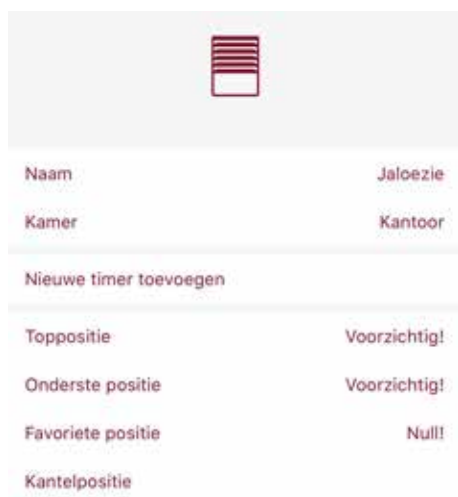 Naam Jaloezie
Kamer Kantoor
Nieuwe timer toevoegen
Toppositie Voorzichtig!
Onderste positie Voorzichtig!
Favoriete positie Null!
Kantelpositie